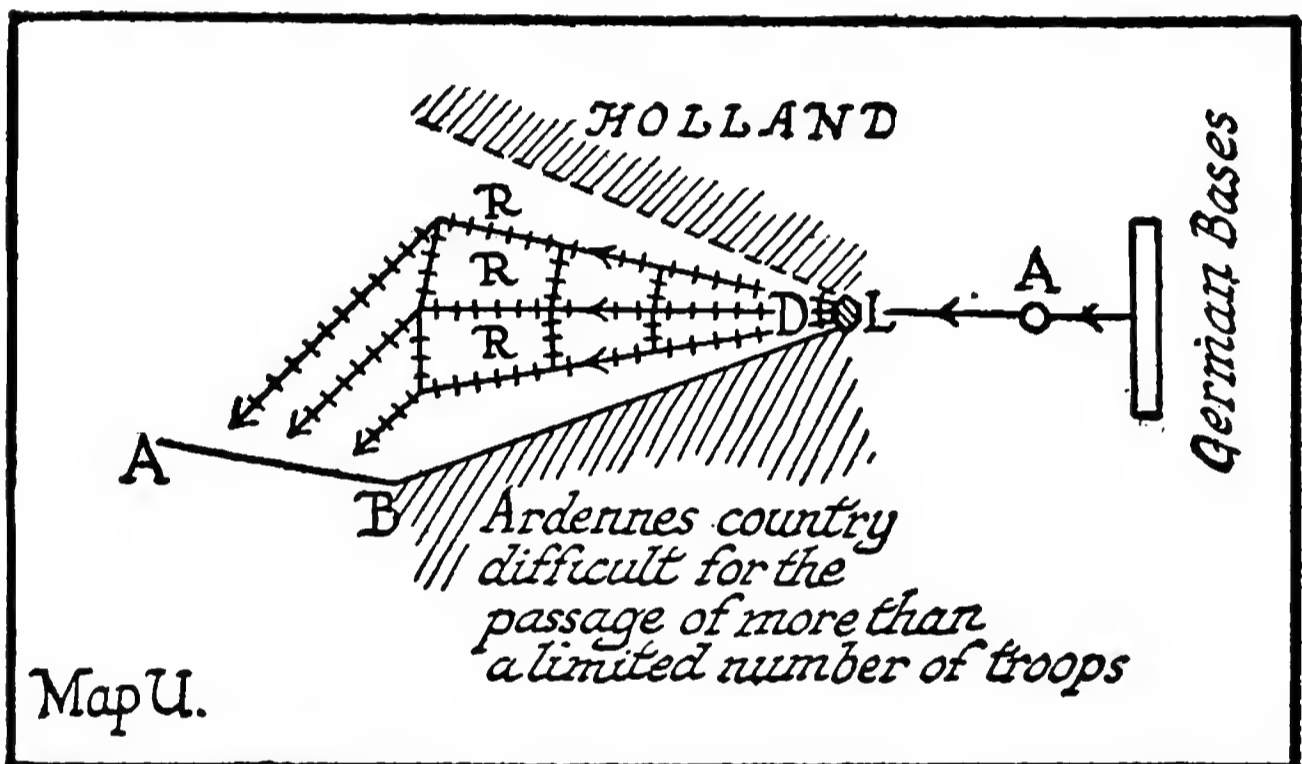 HOLLAND
German Bases
R
R
R
D
L
A
A
B
Ardennes country
difficult for the
passage of more than
a limited number of troops
Map U.